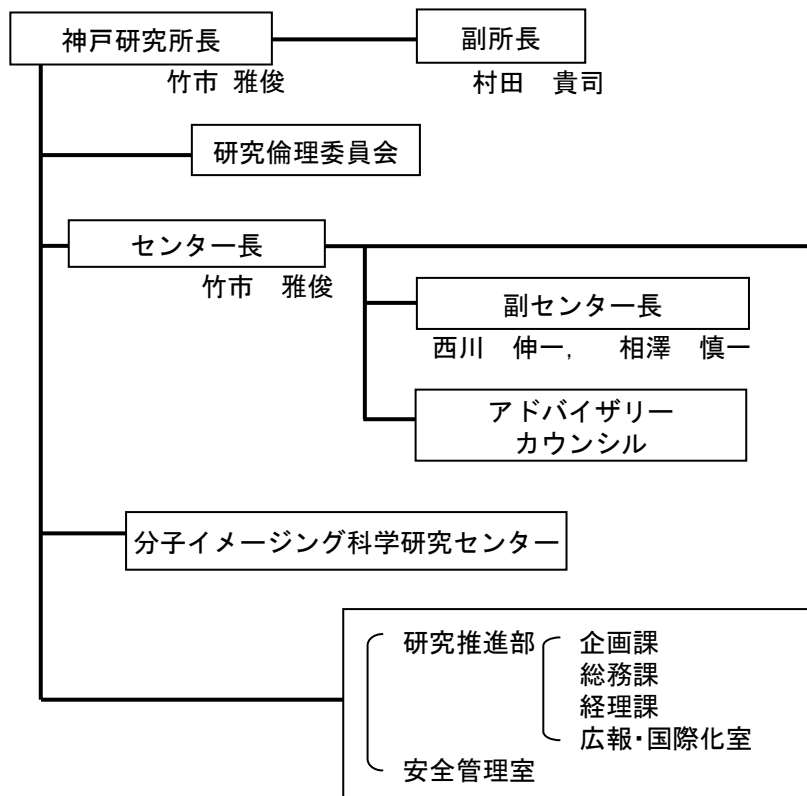 神戸研究所長
副所長
竹市 雅俊
村田 貴司
研究倫理委員会
センター長
竹市 雅俊
副センター長
西川 伸一, 相澤 慎一
アドバイザリー
カウンシル
分子イメージング科学研究センター
研究推進部
企画課
総務課
経理課
広報・国際化室
安全管理室